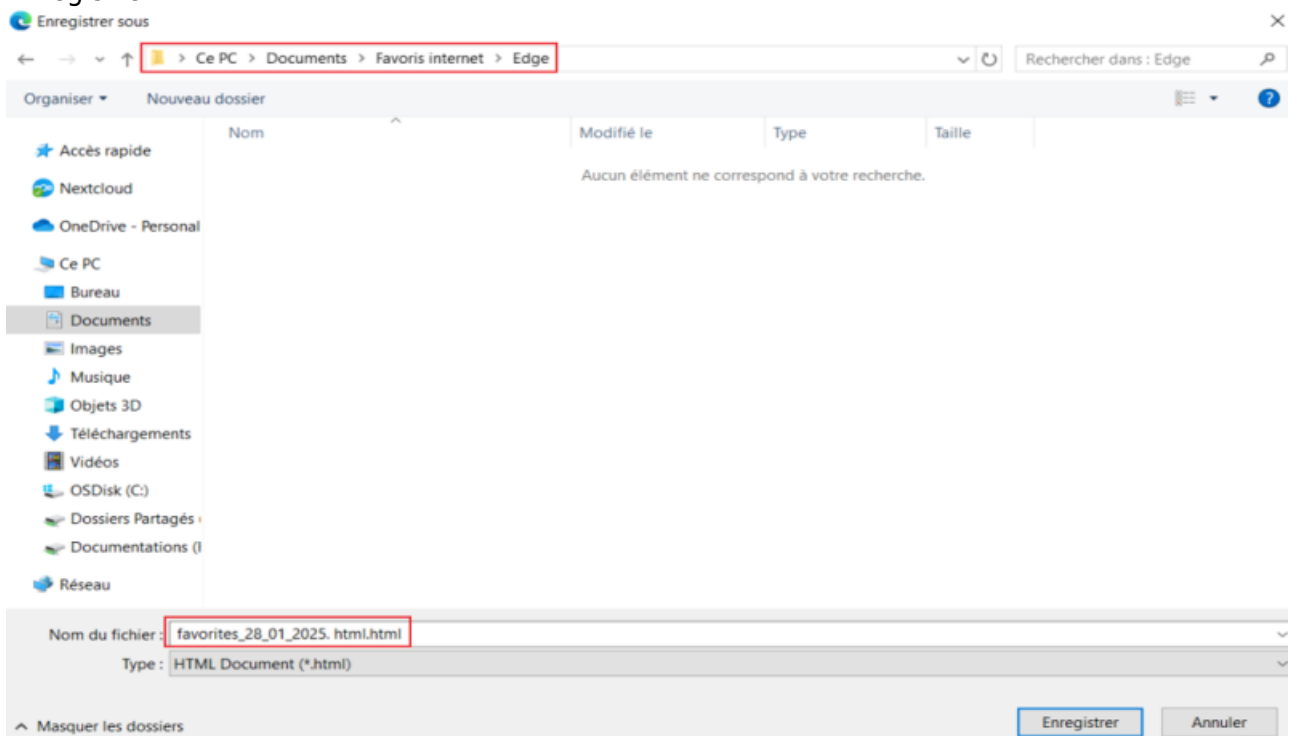 Enregistrer sous
Ce PC > Documents > Favoris internet > Edge
Rechercher dans : Edge
Organiser
Nouveau dossier
Nom
Modifié le
Type
Taille
Aucun élément ne correspond à votre recherche.
Accès rapide
Nextcloud
OneDrive - Personal
Ce PC
Bureau
Documents
Images
Musique
Objets 3D
Téléchargements
Vidéos
OSDisk (C:)
Dossiers Partagés
Documentations (
Réseau
Nom du fichier : favorites_28_01_2025. html.html
Type : HTML Document (*.html)
Masquer les dossiers
Enregistrer
Annuler